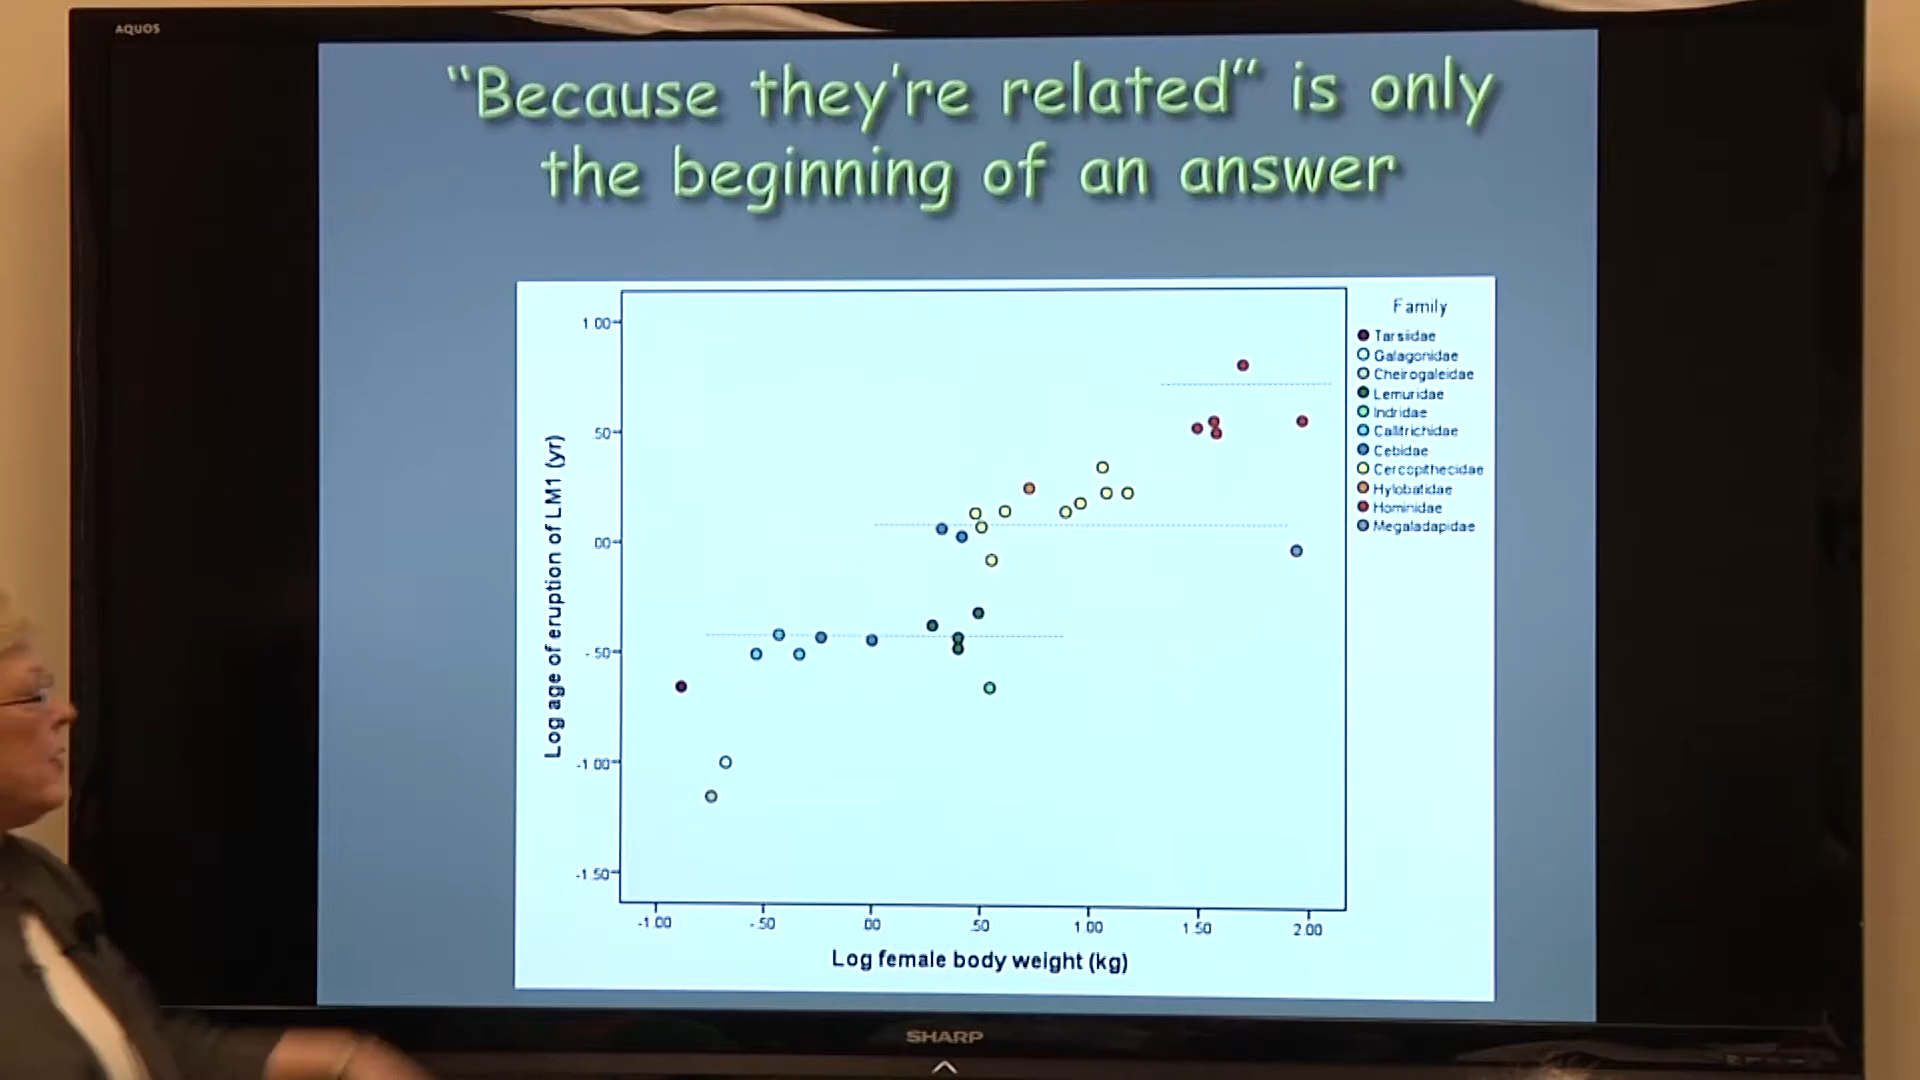 AQUOS
“Because they're related” is only
the beginning of an answer
Family
Tarsiidae
Galagonidae
Cheirogaleidae
Lemuridae
Indridae
Callitrichidae
Cebidae
Cercopithecidae
Hylobatidae
Hominidae
Megaladapidae
1.00
.50
.00
-.50
-1.00
-1.50
Log age of eruption of LM1 (yr)
-1.00 -.50 .00 .50 1.00 1.50 2.00
Log female body weight (kg)
SHARP